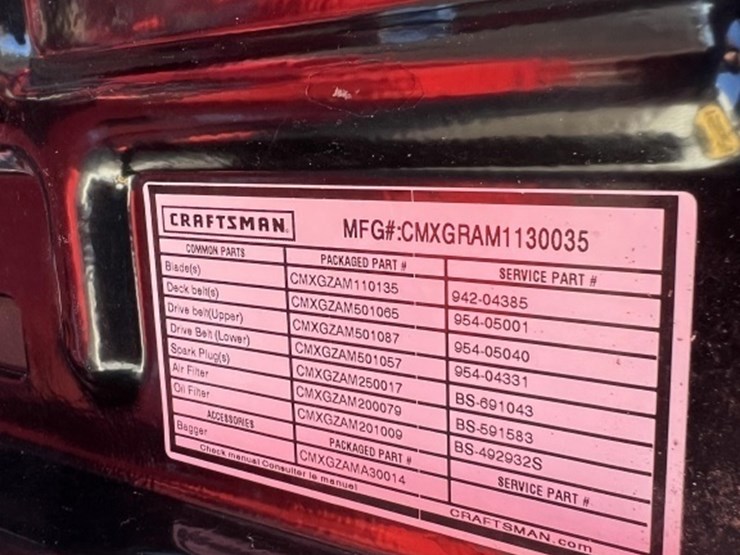 CRAFTSMAN
MFG#:CMXGRAM1130035
COMMON PARTS PACKAGED PART # SERVICE PART #
Blade(s) CMXGZAM110135 942-04385
Deck belt(s) CMXGZAM501065 954-05001
Drive belt(Upper) CMXGZAM501087 954-05040
Drive Belt (Lower) CMXGZAM501057 954-04331
Spark Plug(s) CMXGZAM250017 BS-691043
Air Filter CMXGZAM200079 BS-591583
Oil Filter CMXGZAM201009 BS-492932S
ACCESSORIES PACKAGED PART # SERVICE PART #
Bagger CMXGZAMA30014
Check manual Consulter le manuel
CRAFTSMAN.com